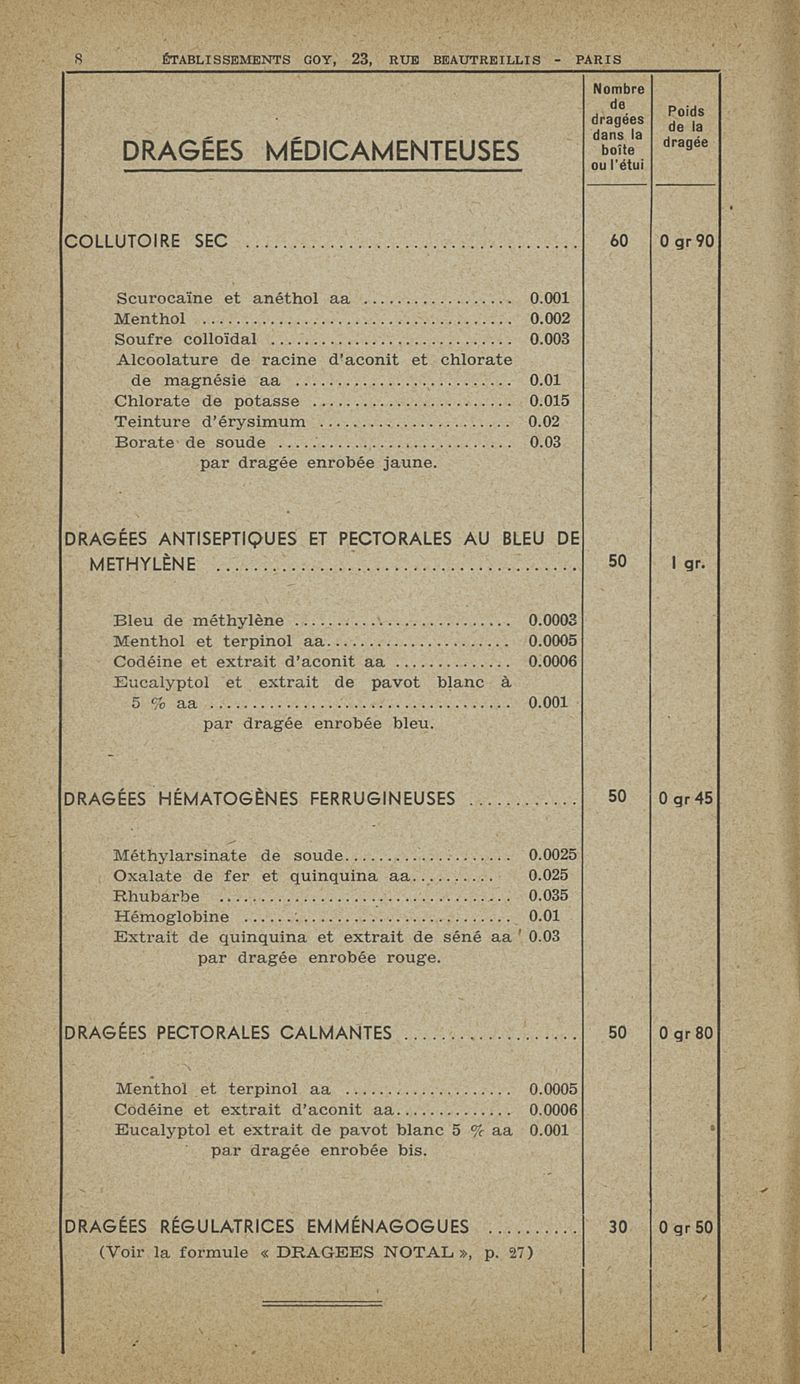 8 ÉTABLISSEMENTS GOY, 23, RUE BEAUTREILLIS - PARIS
DRAGÉES MÉDICAMENTEUSES
Nombre
de
dragées
dans la
boîte
ou l'étui
Poids
de la
dragée
COLLUTOIRE SEC ........................................ 60 0 gr 90
Scurocaïne et anéthol aa .................. 0.001
Menthol ..................................... 0.002
Soufre colloïdal ............................. 0.003
Alcoolature de racine d'aconit et chlorate
de magnésie aa .......................... 0.01
Chlorate de potasse ........................ 0.015
Teinture d'érysimum ....................... 0.02
Borate de soude ............................ 0.03
par dragée enrobée jaune.
DRAGÉES ANTISEPTIQUES ET PECTORALES AU BLEU DE
METHYLÈNE ........................................ 50 1 gr.
Bleu de méthylène .......................... 0.0003
Menthol et terpinol aa...................... 0.0005
Codéine et extrait d'aconit aa .............. 0.0006
Eucalyptol et extrait de pavot blanc à
5 % aa .................................... 0.001
par dragée enrobée bleu.
DRAGÉES HÉMATOGÈNES FERRUGINEUSES ............ 50 0 gr 45
Méthylarsinate de soude.................... 0.0025
Oxalate de fer et quinquina aa.......... 0.025
Rhubarbe ................................... 0.035
Hémoglobine ................................ 0.01
Extrait de quinquina et extrait de séné aa 0.03
par dragée enrobée rouge.
DRAGÉES PECTORALES CALMANTES .................... 50 0 gr 80
Menthol et terpinol aa .................... 0.0005
Codéine et extrait d'aconit aa.............. 0.0006
Eucalyptol et extrait de pavot blanc 5 % aa 0.001
par dragée enrobée bis.
DRAGÉES RÉGULATRICES EMMÉNAGOGUES .......... 30 0 gr 50
(Voir la formule « DRAGEES NOTAL », p. 27)